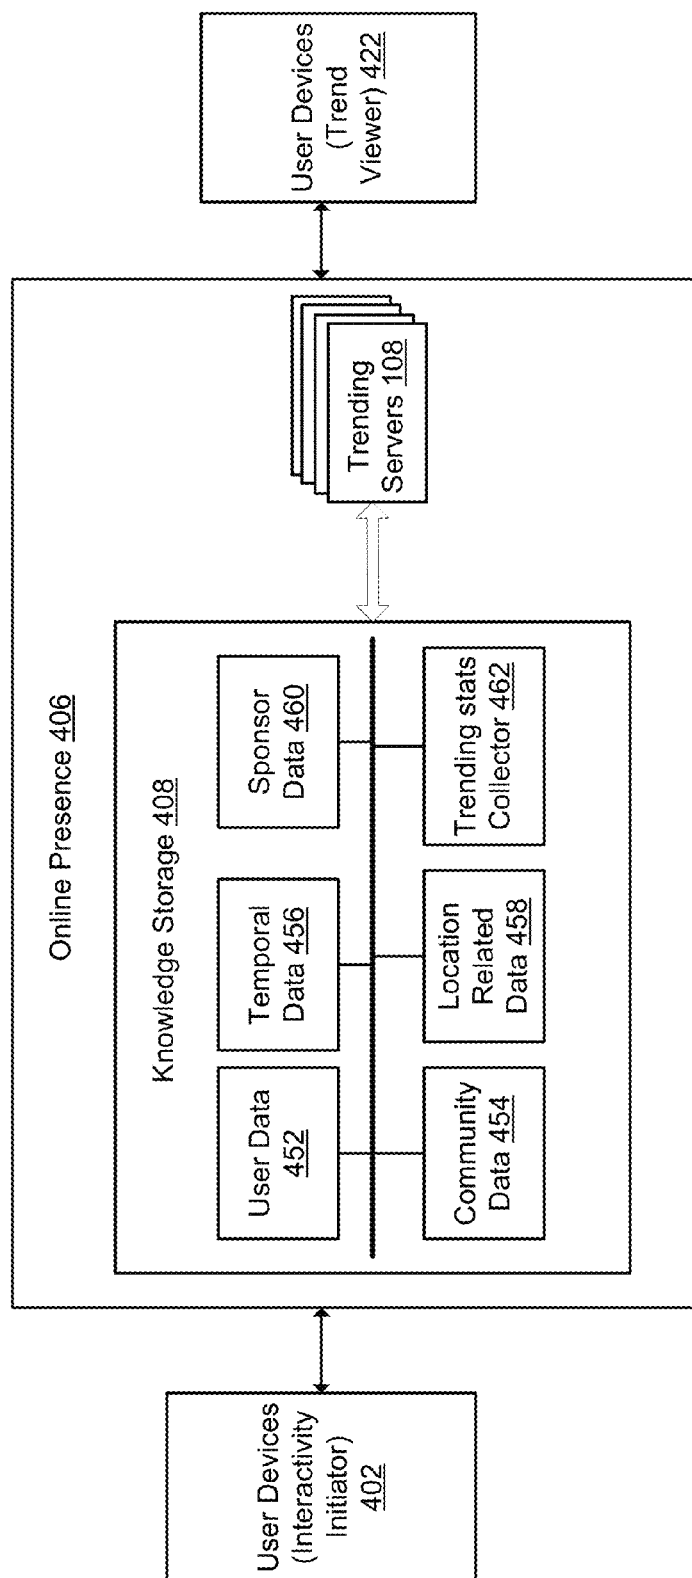 Online Presence 406
Knowledge Storage 408
User Data
452
Temporal
Data 456
Sponsor
Data 460
Community
Data 454
Location
Related
Data 458
Trending stats
Collector 462
Trending
Servers 108
User Devices
(Interactivity
Initiator)
402
User Devices
(Trend
Viewer) 422